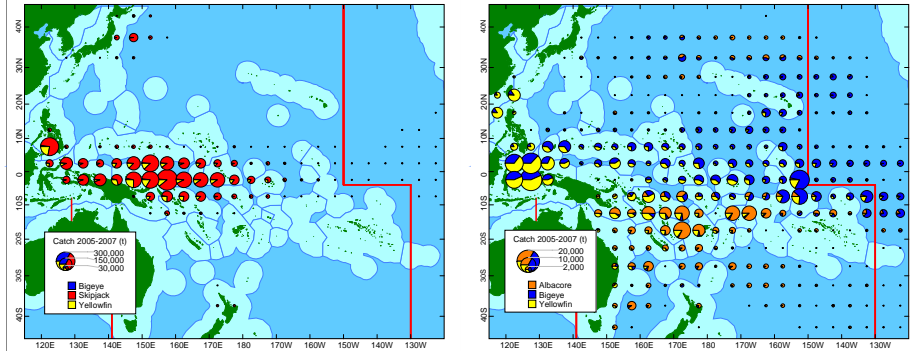 40N
30N
20N
10N
0
10S
20S
30S
40S
Catch 2005-2007 (t)
300,000
150,000
30,000
Bigeye
Skipjack
Yellowfin
120E 130E 140E 150E 160E 170E 180 170W 160W 150W 140W 130W
40N
30N
20N
10N
0
10S
20S
30S
40S
Catch 2005-2007 (t)
20,000
10,000
2,000
Albacore
Bigeye
Yellowfin
120E 130E 140E 150E 160E 170E 180 170W 160W 150W 140W 130W